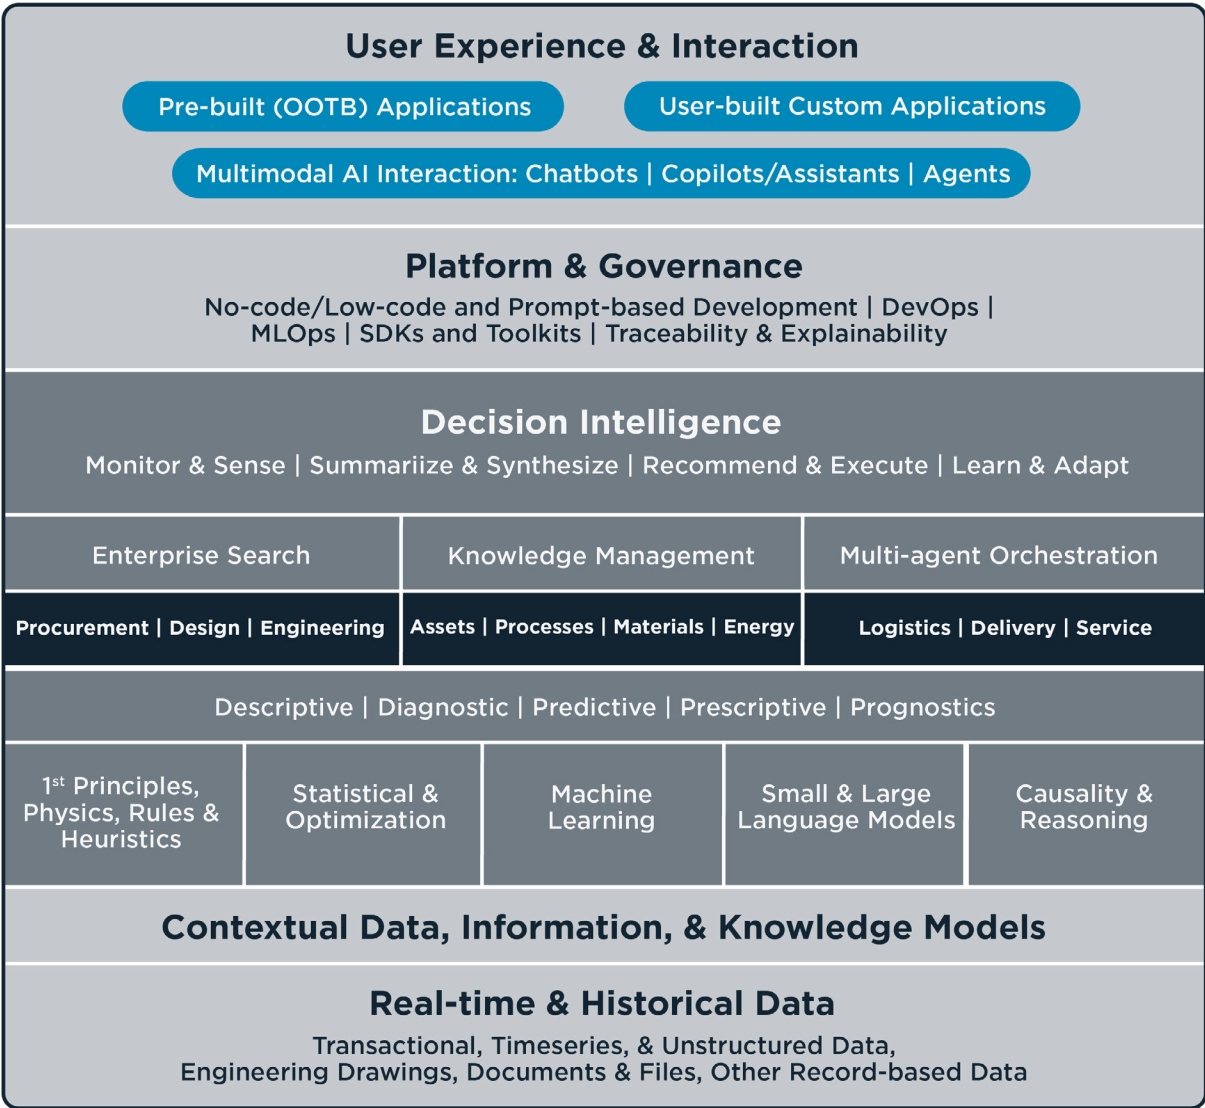 User Experience & Interaction
Pre-built (OOTB) Applications
User-built Custom Applications
Multimodal AI Interaction: Chatbots | Copilots/Assistants | Agents
Platform & Governance
No-code/Low-code and Prompt-based Development | DevOps |
MLOps | SDKs and Toolkits | Traceability & Explainability
Decision Intelligence
Monitor & Sense | Summariize & Synthesize | Recommend & Execute | Learn & Adapt
Enterprise Search
Knowledge Management
Multi-agent Orchestration
Procurement | Design | Engineering
Assets | Processes | Materials | Energy
Logistics | Delivery | Service
Descriptive | Diagnostic | Predictive | Prescriptive | Prognostics
1st Principles,
Physics, Rules &
Heuristics
Statistical &
Optimization
Machine
Learning
Small & Large
Language Models
Causality &
Reasoning
Contextual Data, Information, & Knowledge Models
Real-time & Historical Data
Transactional, Timeseries, & Unstructured Data,
Engineering Drawings, Documents & Files, Other Record-based Data